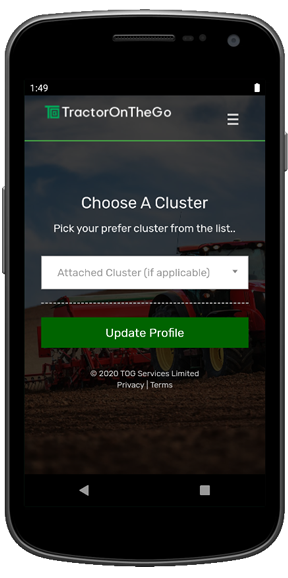 1:49
TractorOnTheGo
Choose A Cluster
Pick your prefer cluster from the list..
Attached Cluster (if applicable)
Update Profile
© 2020 TOG Services Limited
Privacy | Terms